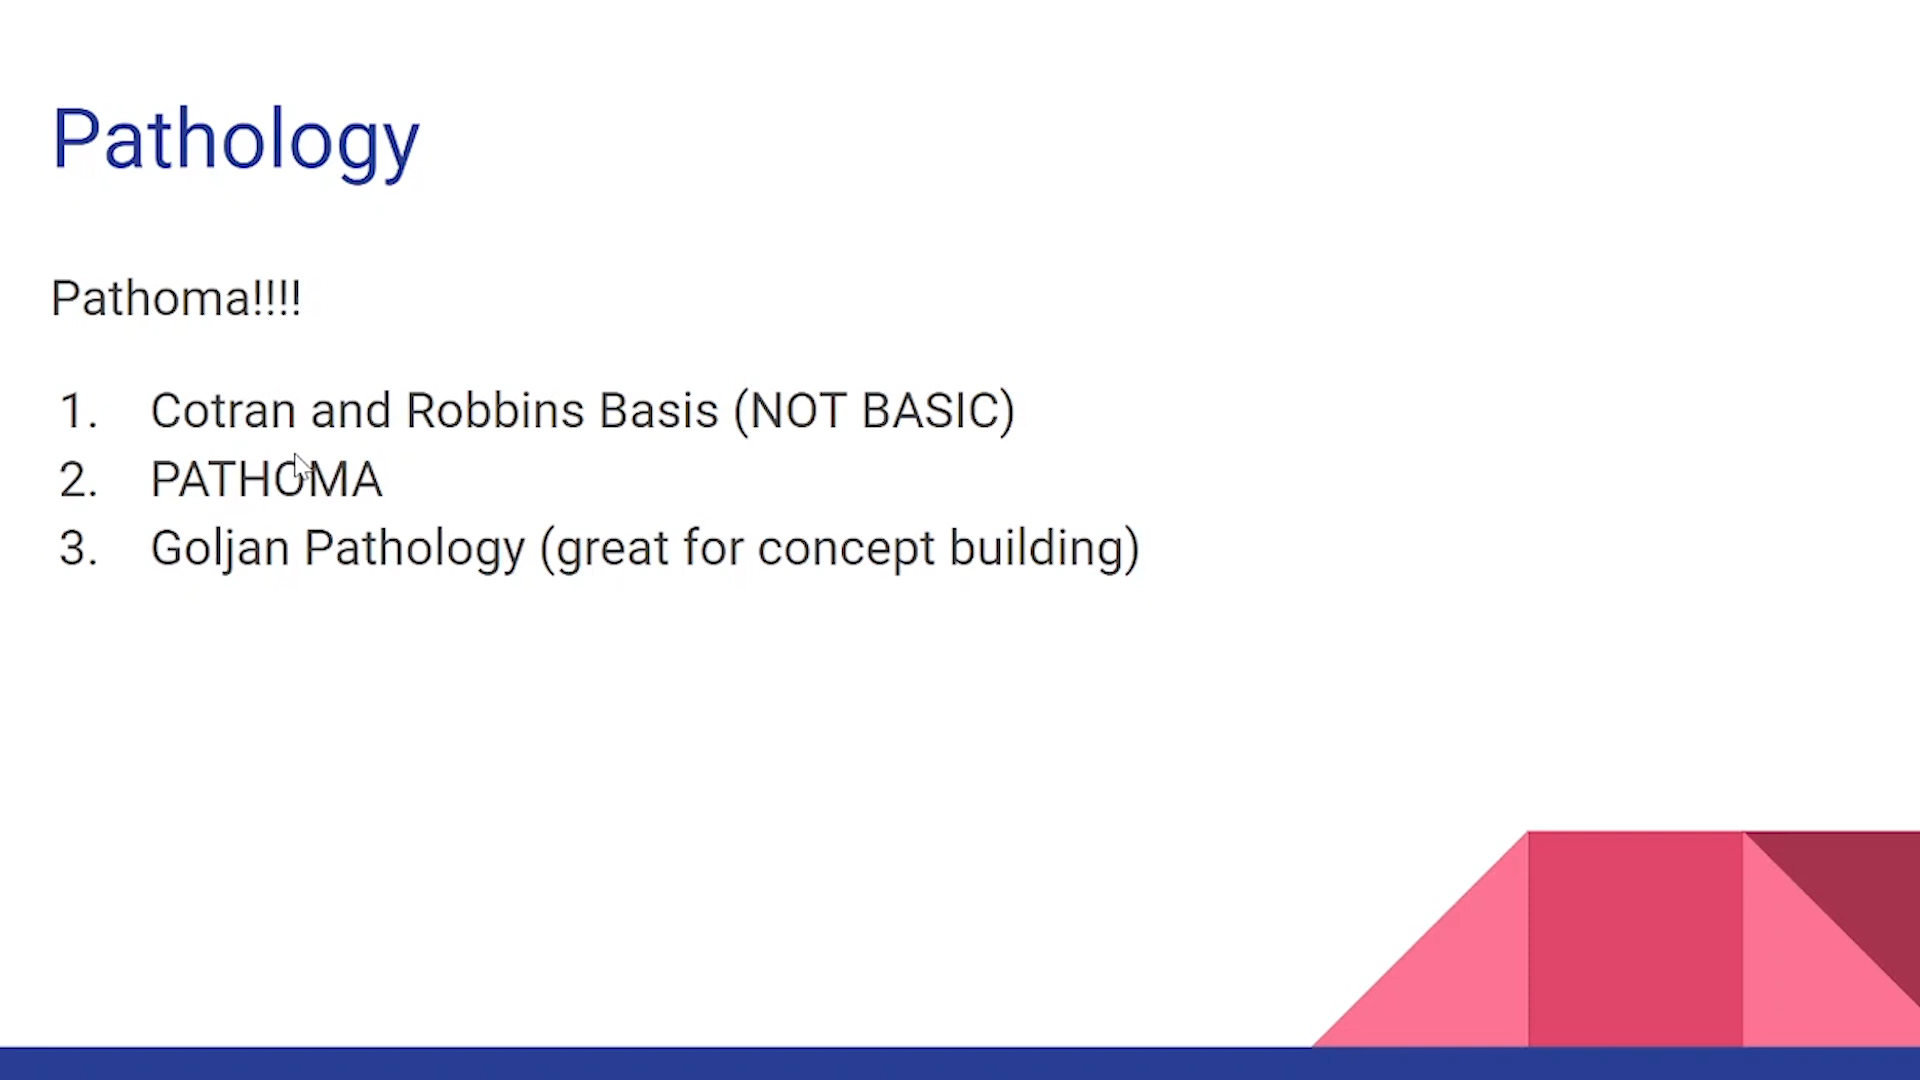 Pathology
Pathoma!!!!
1. Cotran and Robbins Basis (NOT BASIC)
2. PATHOMA
3. Goljan Pathology (great for concept building)